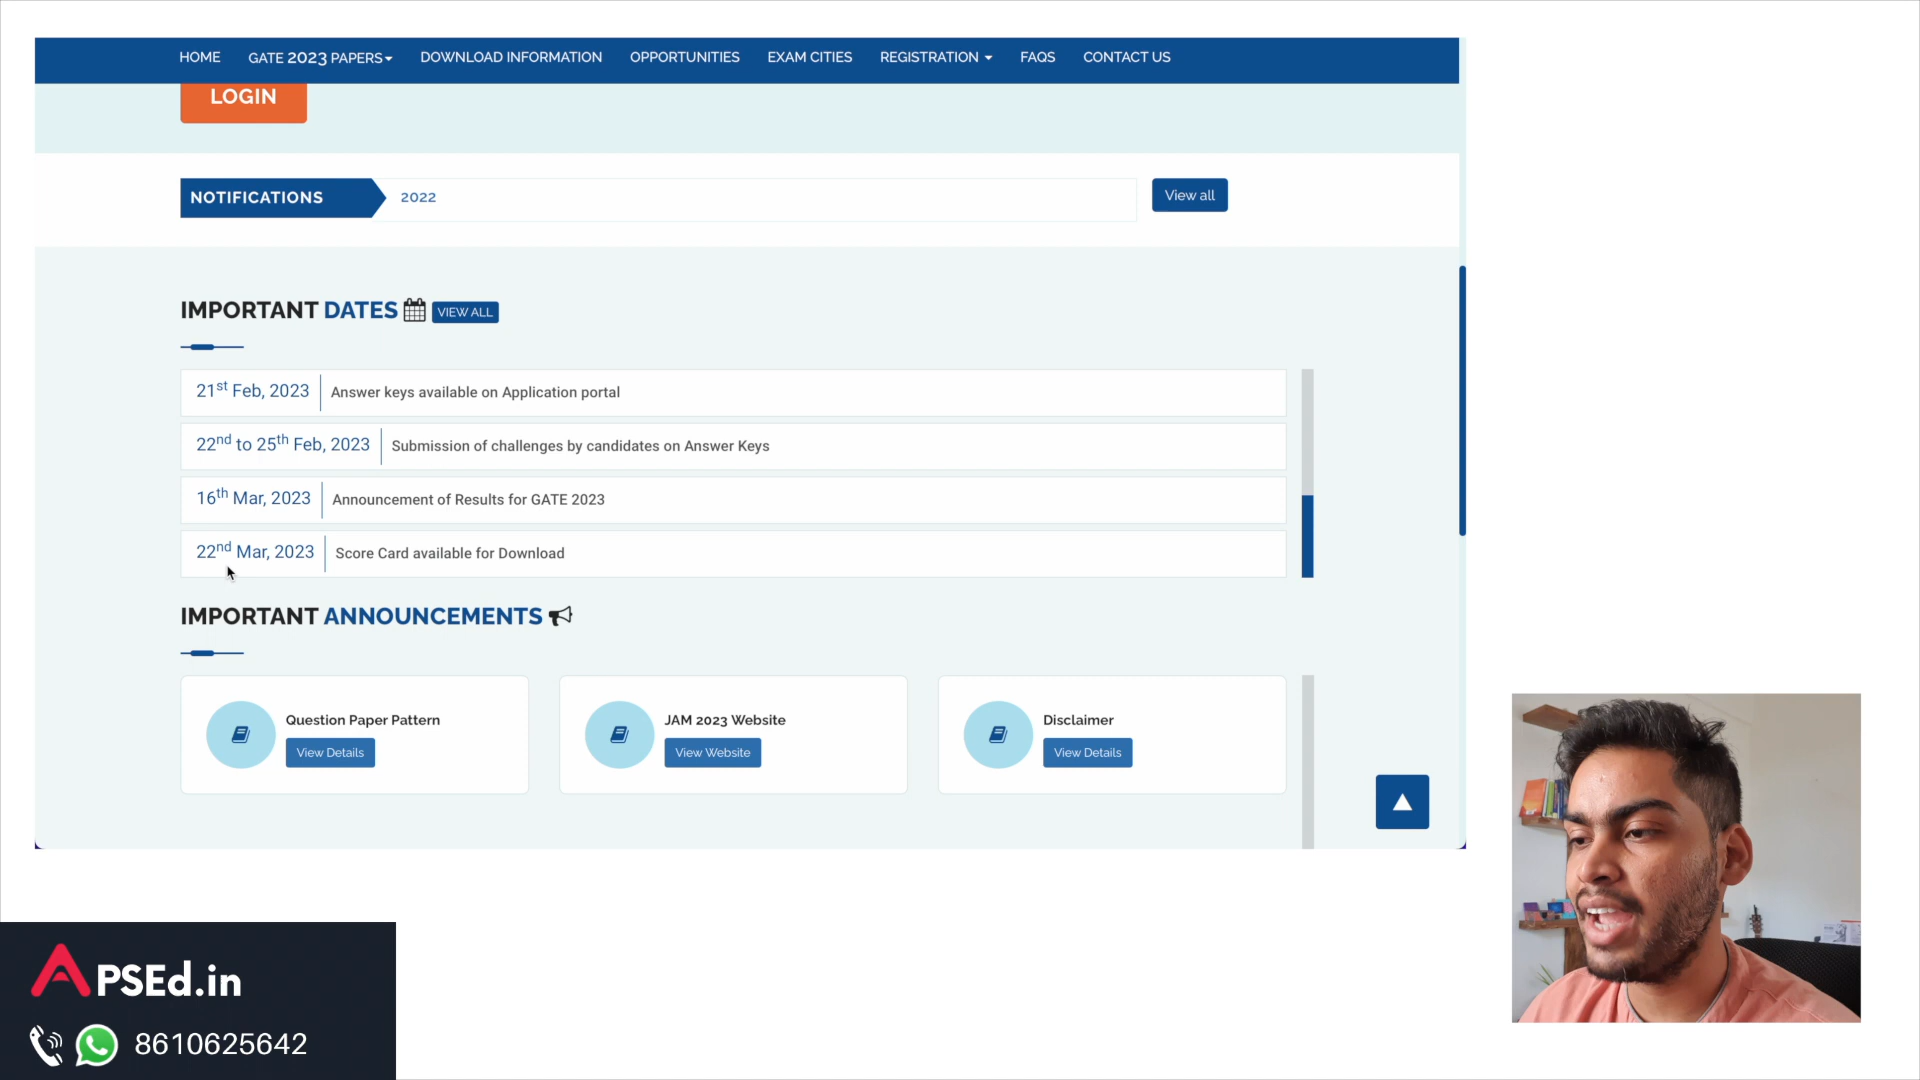 HOME GATE 2023 PAPERS DOWNLOAD INFORMATION OPPORTUNITIES EXAM CITIES REGISTRATION FAQS CONTACT US
LOGIN
NOTIFICATIONS 2022 View all
IMPORTANT DATES VIEW ALL
21st Feb, 2023 Answer keys available on Application portal
22nd to 25th Feb, 2023 Submission of challenges by candidates on Answer Keys
16th Mar, 2023 Announcement of Results for GATE 2023
22nd Mar, 2023 Score Card available for Download
IMPORTANT ANNOUNCEMENTS
Question Paper Pattern
View Details
JAM 2023 Website
View Website
Disclaimer
View Details
APSEd.in
8610625642